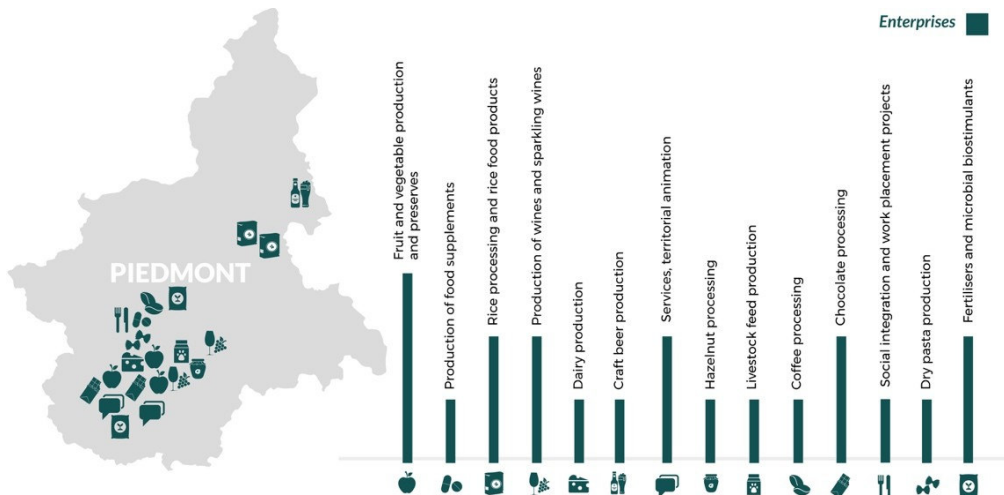 Enterprises
PIEDMONT
Fruit and vegetable production
and preserves
Production of food supplements
Rice processing and rice food products
Production of wines and sparkling wines
Dairy production
Craft beer production
Services, territorial animation
Hazelnut processing
Livestock feed production
Coffee processing
Chocolate processing
Social integration and work placement projects
Dry pasta production
Fertilisers and microbial biostimulants